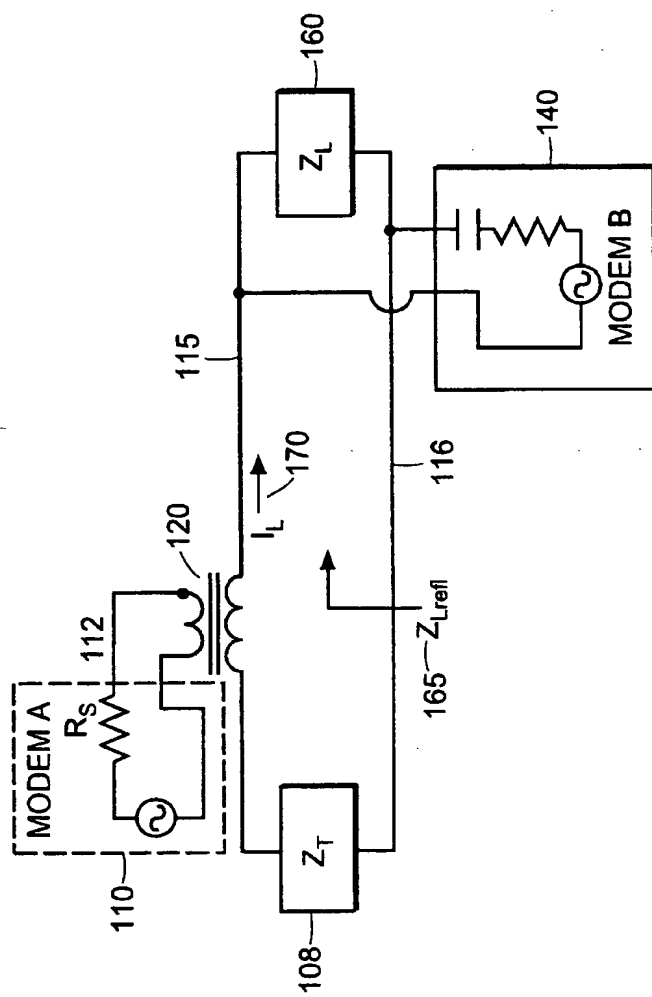 MODEM A
R_S
112
120
110
I_L
170
115
Z_L
160
Z_T
108
165
Z_Lrefl
116
140
MODEM B